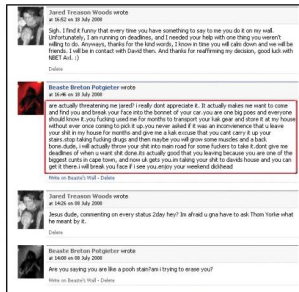 Jared Treason Woods wrote
at 16:52 on 18 July 2008
Sigh. I find it funny that every time you have something to say to me you do it on my wall.
Unfortunately, I am running on deadlines, and I needed your help with one thing you weren't
willing to do. Anyways, thanks for the kind words, I know in time you will calm down and we will be
friends. I will be in contact with David then. And thanks for reaffirming my decision, good luck with
NBET Avl. :)
Delete
Beaste Breton Potgieter wrote
at 16:46 on 18 July 2008
are actually threatening me jared? i really dont appreciate it. It actually makes me want to come
and find you and break your face into the bonnet of your car.you are one big poes and everyone
should know it.you fucking used me for months to transport your kak gear and store it at my house
without ever once coming to pick it up.you never asked if it was an inconvienence that u leave
your shit in my house for months and give me a kak excuse that you cant carry it up your
stairs.stop taking fucking drugs and then maybe you will grow some muscles and a back
bone.dude, i will actually throw your shit into main road for some fuckers to take it.dont give me
deadlines of when u want shit done.its actually good that you leaving because you are one of the
biggest cunts in cape town, and now uk gets you.im taking your shit to davids house and you can
get it there.i will break you face if i see you.enjoy your weekend dickhead
Write on Beaste's Wall - Delete
Jared Treason Woods wrote
at 14:26 on 18 July 2008
Jesus dude, commenting on every status 2day hey? Im afraid u gna have to ask Thom Yorke what
he meant by it.
Delete
Beaste Breton Potgieter wrote
at 14:00 on 18 July 2008
Are you saying you are like a pooh stain?am i trying to erase you?
Write on Beaste's Wall - Delete